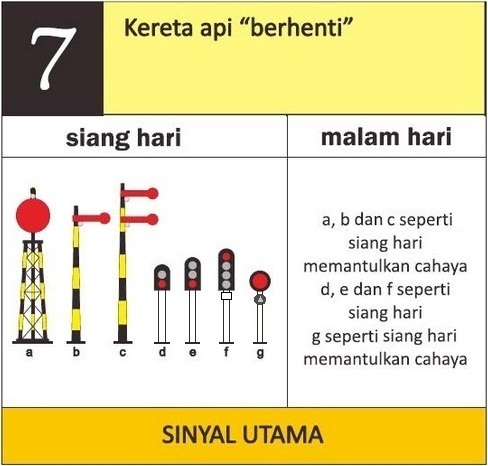 7
Kereta api “berhenti”
siang hari
malam hari
a b c d e f g
a, b dan c seperti
siang hari
memantulkan cahaya
d, e dan f seperti
siang hari
g seperti siang hari
memantulkan cahaya
SINYAL UTAMA